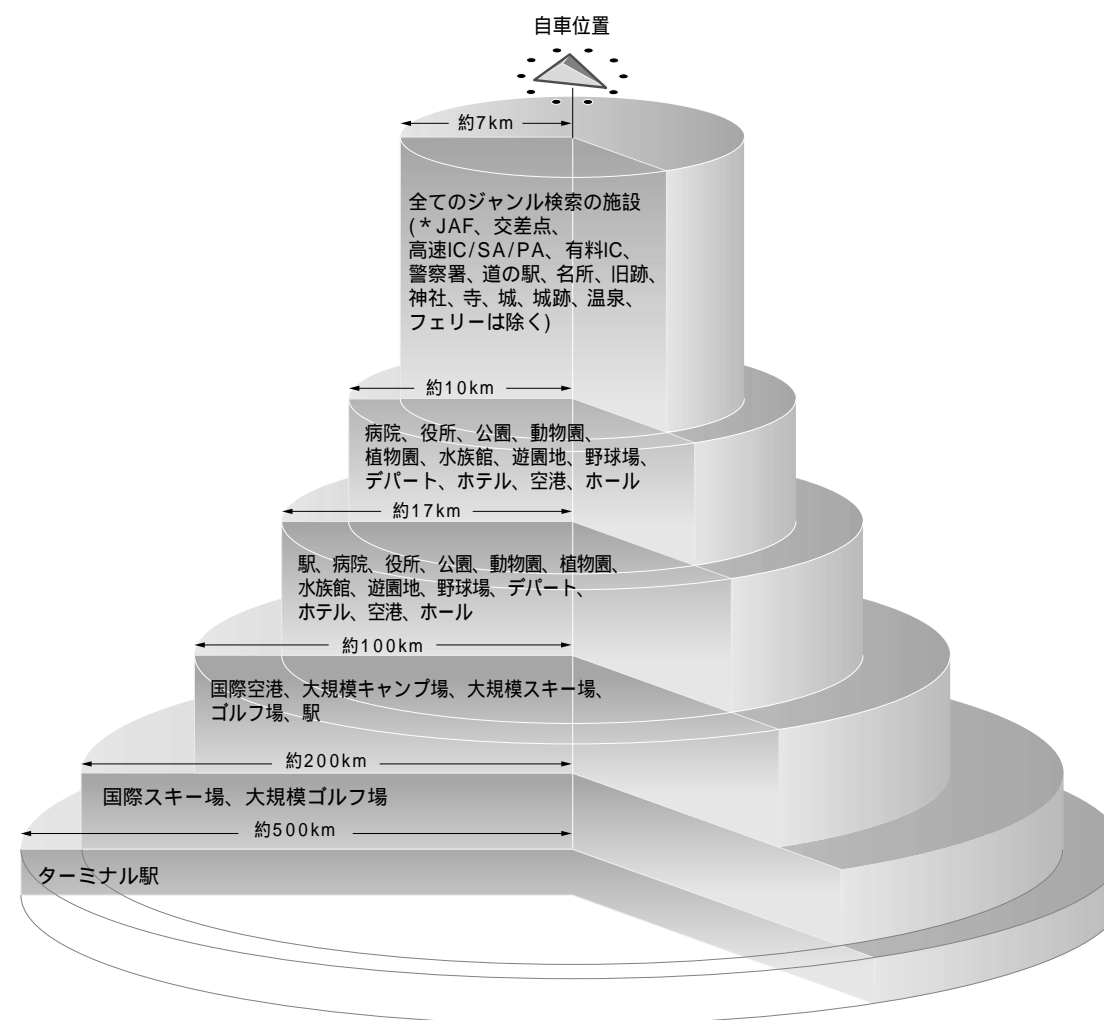 自車位置
約7km
全てのジャンル検索の施設
(*JAF、交差点、
高速IC/SA/PA、有料IC、
警察署、道の駅、名所、旧跡、
神社、寺、城、城跡、温泉、
フェリーは除く)
約10km
病院、役所、公園、動物園、
植物園、水族館、遊園地、野球場、
デパート、ホテル、空港、ホール
約17km
駅、病院、役所、公園、動物園、植物園、
水族館、遊園地、野球場、デパート、
ホテル、空港、ホール
約100km
国際空港、大規模キャンプ場、大規模スキー場、
ゴルフ場、駅
約200km
国際スキー場、大規模ゴルフ場
約500km
ターミナル駅